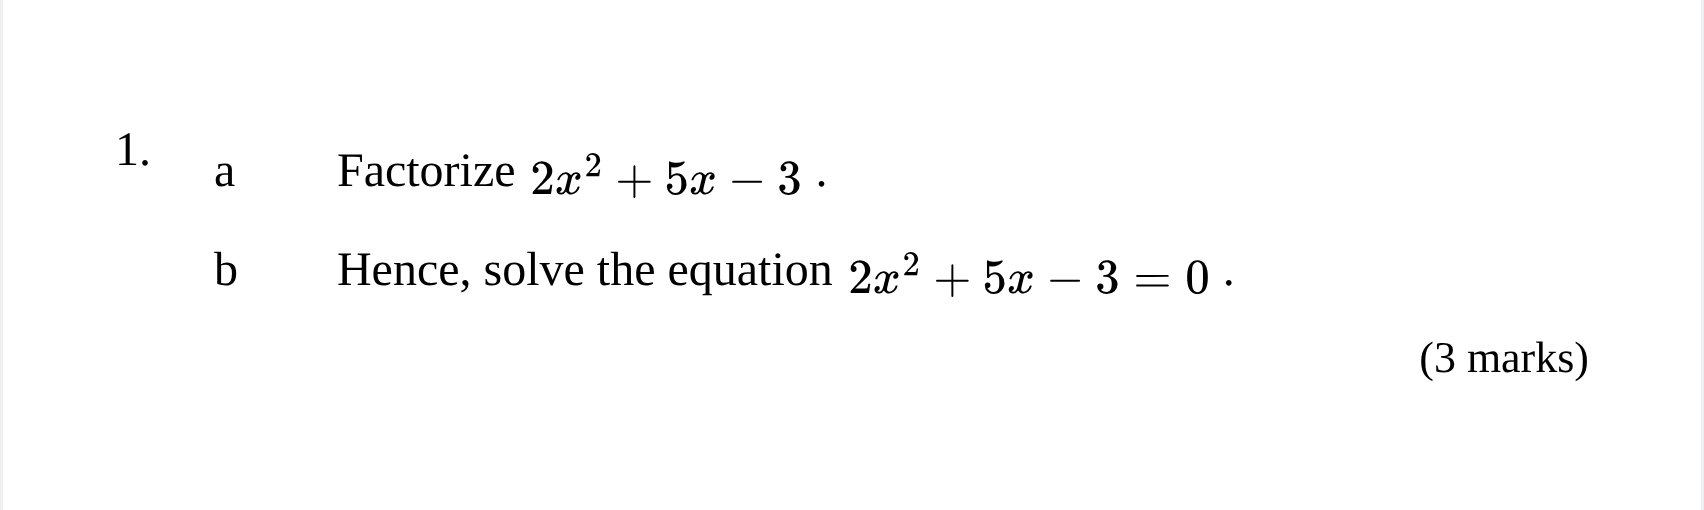 1. a Factorize 2x² + 5x − 3 .
b Hence, solve the equation 2x² + 5x − 3 = 0 .
(3 marks)